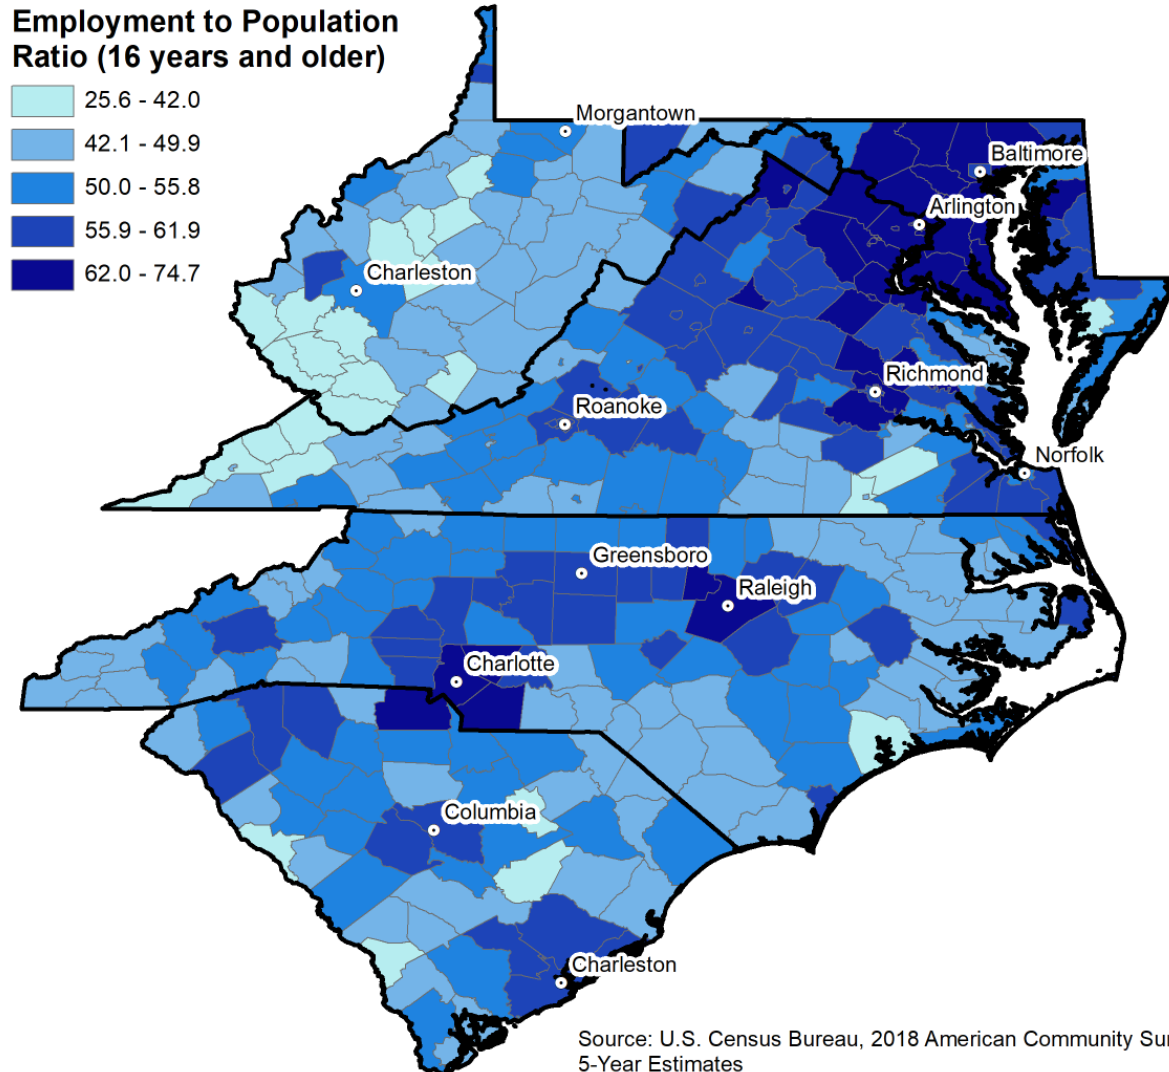 Employment to Population
Ratio (16 years and older)
25.6 - 42.0
42.1 - 49.9
50.0 - 55.8
55.9 - 61.9
62.0 - 74.7
Morgantown
Baltimore
Arlington
Charleston
Richmond
Roanoke
Norfolk
Greensboro
Raleigh
Charlotte
Columbia
Charleston
Source: U.S. Census Bureau, 2018 American Community Sur
5-Year Estimates